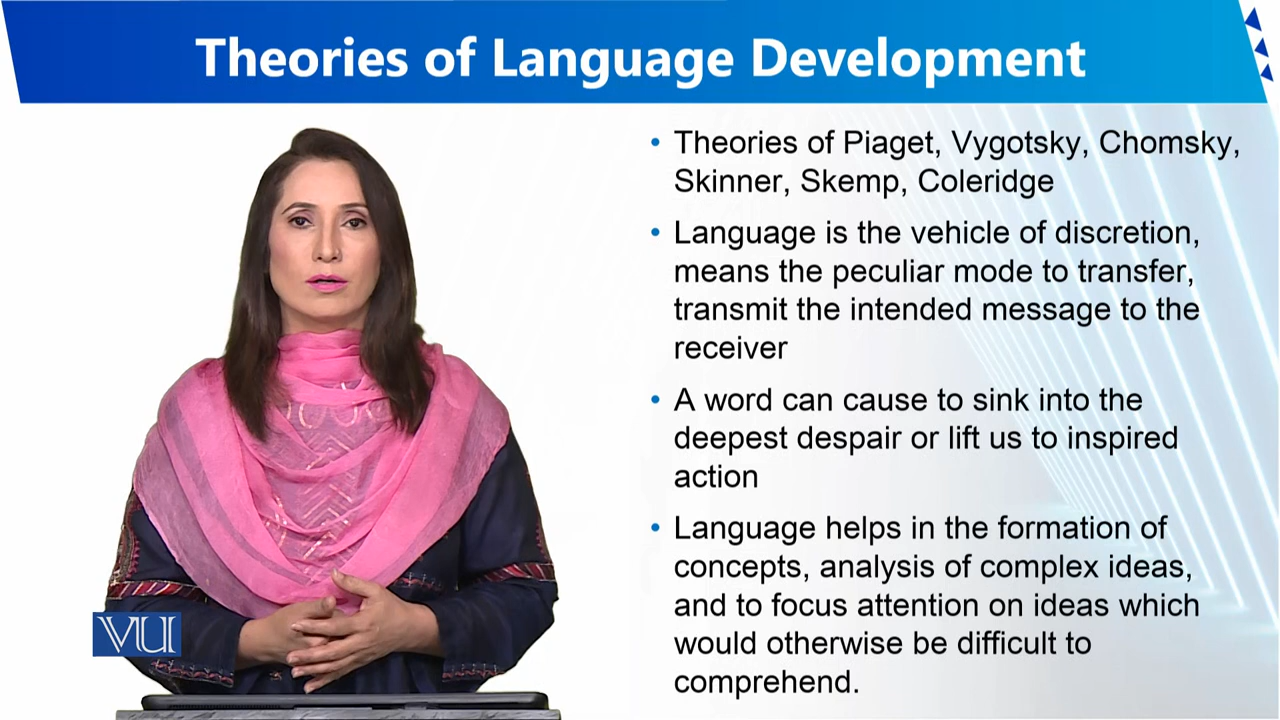 Theories of Language Development
• Theories of Piaget, Vygotsky, Chomsky,
Skinner, Skemp, Coleridge
• Language is the vehicle of discretion,
means the peculiar mode to transfer,
transmit the intended message to the
receiver
• A word can cause to sink into the
deepest despair or lift us to inspired
action
• Language helps in the formation of
concepts, analysis of complex ideas,
and to focus attention on ideas which
would otherwise be difficult to
comprehend.
VU